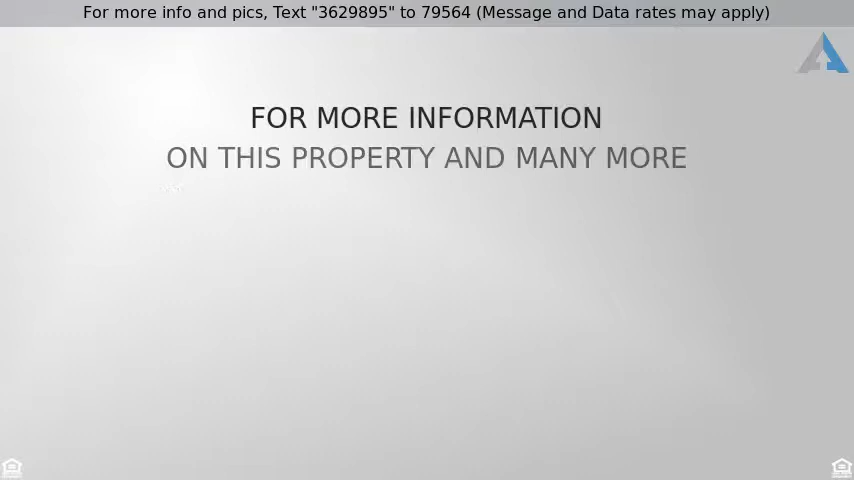 For more info and pics, Text "3629895" to 79564 (Message and Data rates may apply)
FOR MORE INFORMATION
ON THIS PROPERTY AND MANY MORE